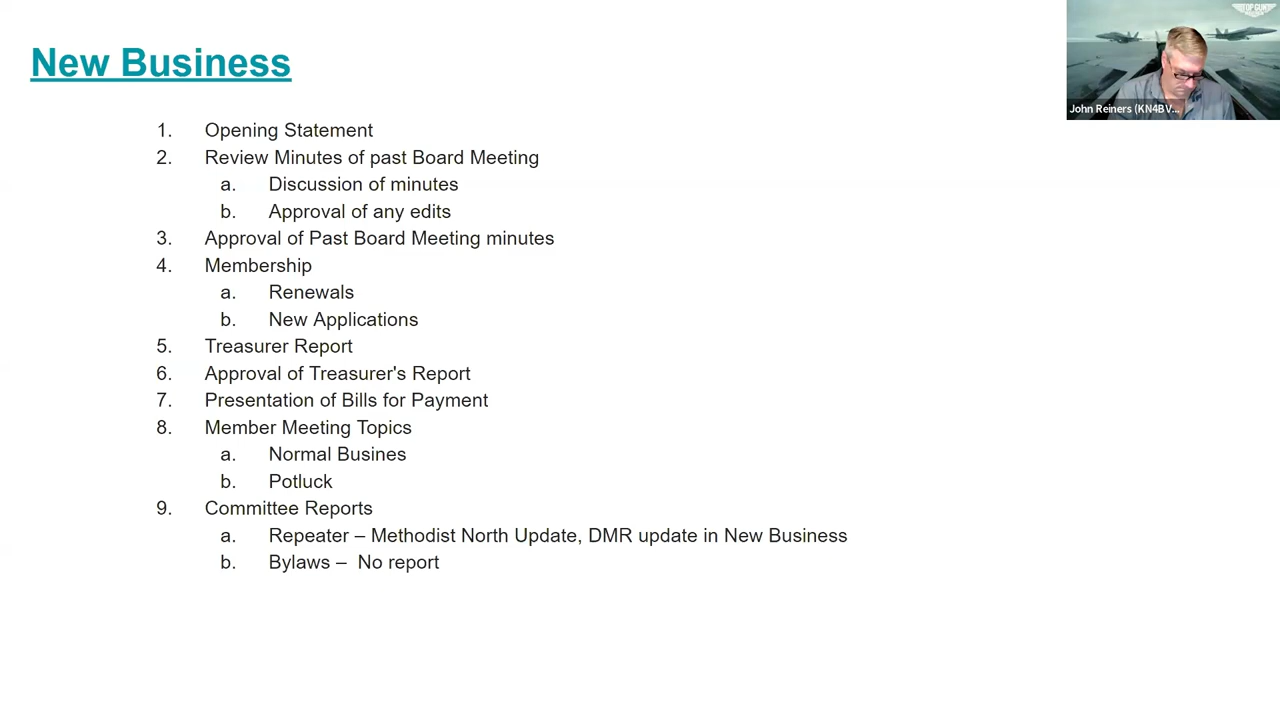 New Business
TOP GUN
John Reiners (KN4BV...
1. Opening Statement
2. Review Minutes of past Board Meeting
a. Discussion of minutes
b. Approval of any edits
3. Approval of Past Board Meeting minutes
4. Membership
a. Renewals
b. New Applications
5. Treasurer Report
6. Approval of Treasurer's Report
7. Presentation of Bills for Payment
8. Member Meeting Topics
a. Normal Busines
b. Potluck
9. Committee Reports
a. Repeater – Methodist North Update, DMR update in New Business
b. Bylaws – No report